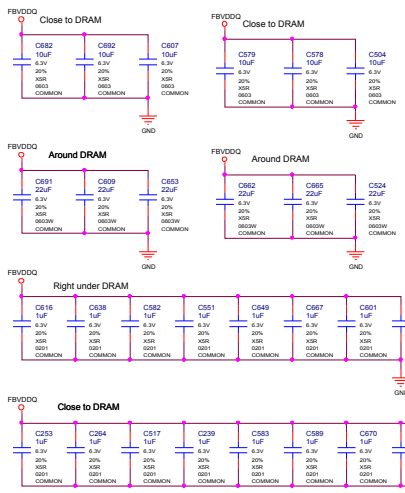 FBVDDQ
Close to DRAM
C682 C692 C607
10uF 10uF 10uF
6.3V 6.3V 6.3V
20% 20% 20%
X5R X5R X5R
0603 0603 0603
COMMON COMMON COMMON
GND
FBVDDQ
Close to DRAM
C579 C578 C504
10uF 10uF 10uF
6.3V 6.3V 6.3V
20% 20% 20%
X5R X5R X5R
0603 0603 0603
COMMON COMMON COMMON
GND
FBVDDQ
Around DRAM
C691 C609 C653
22uF 22uF 22uF
6.3V 6.3V 6.3V
20% 20% 20%
X5R X5R X5R
0603W 0603W 0603W
COMMON COMMON COMMON
GND
FBVDDQ
Around DRAM
C662 C665 C524
22uF 22uF 22uF
6.3V 6.3V 6.3V
20% 20% 20%
X5R X5R X5R
0603W 0603W 0603W
COMMON COMMON COMMON
GND
FBVDDQ
Right under DRAM
C616 C638 C582 C551 C649 C667 C601
1uF 1uF 1uF 1uF 1uF 1uF 1uF
6.3V 6.3V 6.3V 6.3V 6.3V 6.3V 6.3V
20% 20% 20% 20% 20% 20% 20%
X5R X5R X5R X5R X5R X5R X5R
0201 0201 0201 0201 0201 0201 0201
COMMON COMMON COMMON COMMON COMMON COMMON COMMON
GND
FBVDDQ
Close to DRAM
C253 C264 C517 C239 C583 C589 C670
1uF 1uF 1uF 1uF 1uF 1uF 1uF
6.3V 6.3V 6.3V 6.3V 6.3V 6.3V 6.3V
20% 20% 20% 20% 20% 20% 20%
X5R X5R X5R X5R X5R X5R X5R
0201 0201 0201 0201 0201 0201 0201
COMMON COMMON COMMON COMMON COMMON COMMON COMMON